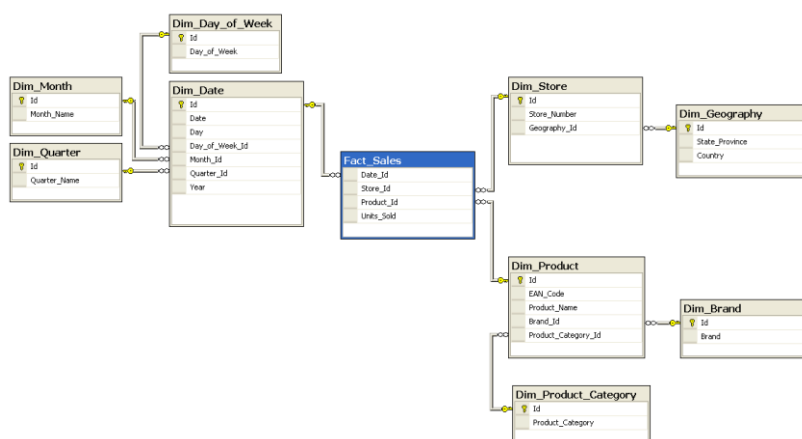 Dim_Day_of_Week
Id
Day_of_Week
Dim_Month
Id
Month_Name
Dim_Quarter
Id
Quarter_Name
Dim_Date
Id
Date
Day
Day_of_Week_Id
Month_Id
Quarter_Id
Year
Fact_Sales
Date_Id
Store_Id
Product_Id
Units_Sold
Dim_Store
Id
Store_Number
Geography_Id
Dim_Geography
Id
State_Province
Country
Dim_Product
Id
EAN_Code
Product_Name
Brand_Id
Product_Category_Id
Dim_Brand
Id
Brand
Dim_Product_Category
Id
Product_Category